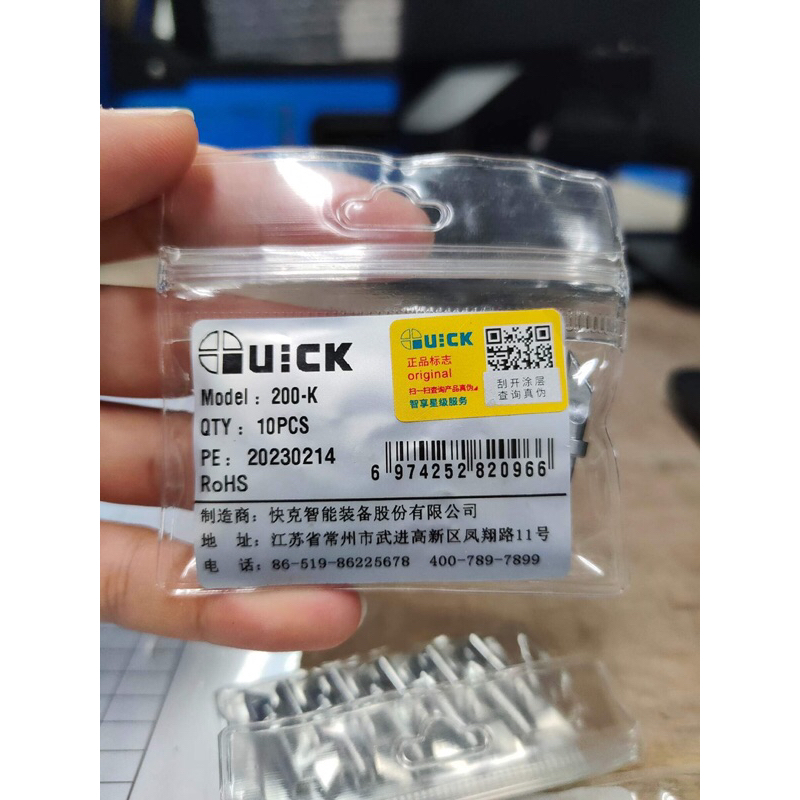 QUICK
Model：200-K
QTY：10PCS
PE：20230214
RoHS
QUICK
正品标志
original
扫一扫查询产品真伪
智享星级服务
刮开涂层
查询真伪
6 974252 820966
制造商：快克智能装备股份有限公司
地 址：江苏省常州市武进高新区凤翔路11号
电 话：86-519-86225678 400-789-7899